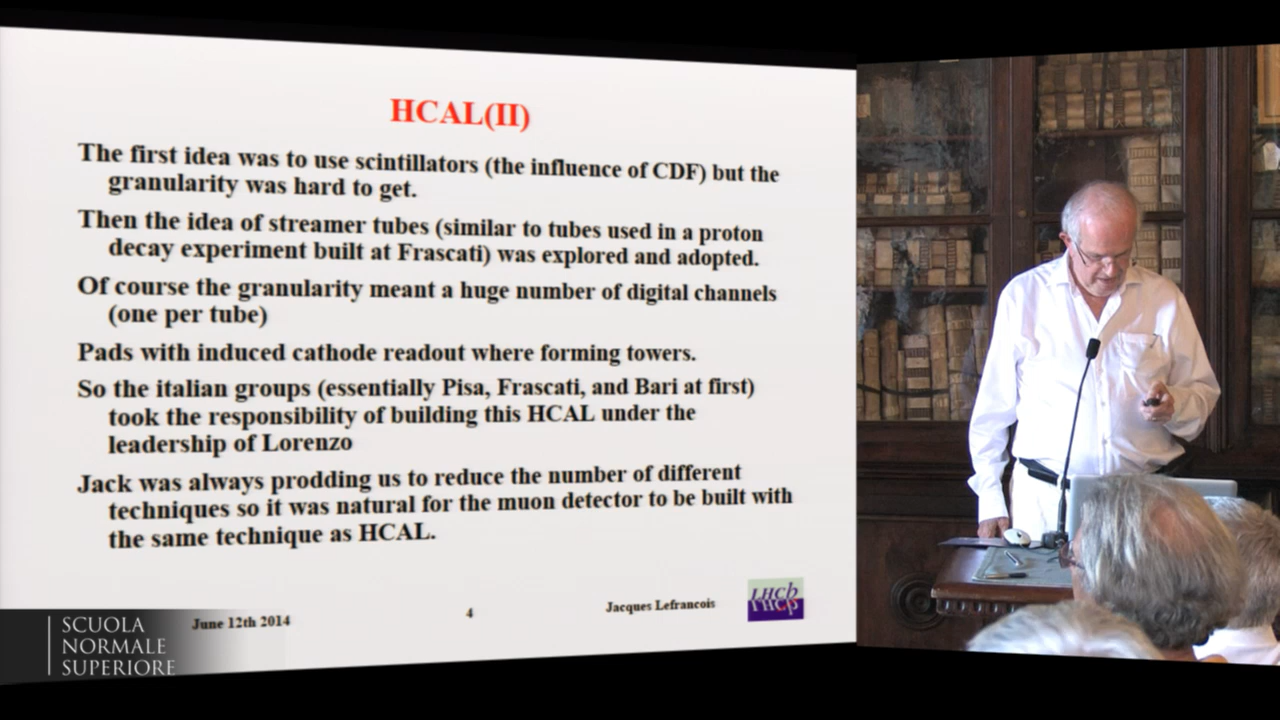 HCAL(II)
The first idea was to use scintillators (the influence of CDF) but the
granularity was hard to get.
Then the idea of streamer tubes (similar to tubes used in a proton
decay experiment built at Frascati) was explored and adopted.
Of course the granularity meant a huge number of digital channels
(one per tube)
Pads with induced cathode readout where forming towers.
So the italian groups (essentially Pisa, Frascati, and Bari at first)
took the responsibility of building this HCAL under the
leadership of Lorenzo
Jack was always prodding us to reduce the number of different
techniques so it was natural for the muon detector to be built with
the same technique as HCAL.
June 12th 2014
4
Jacques Lefrancois
LHCb
LHCp
SCUOLA
NORMALE
SUPERIORE